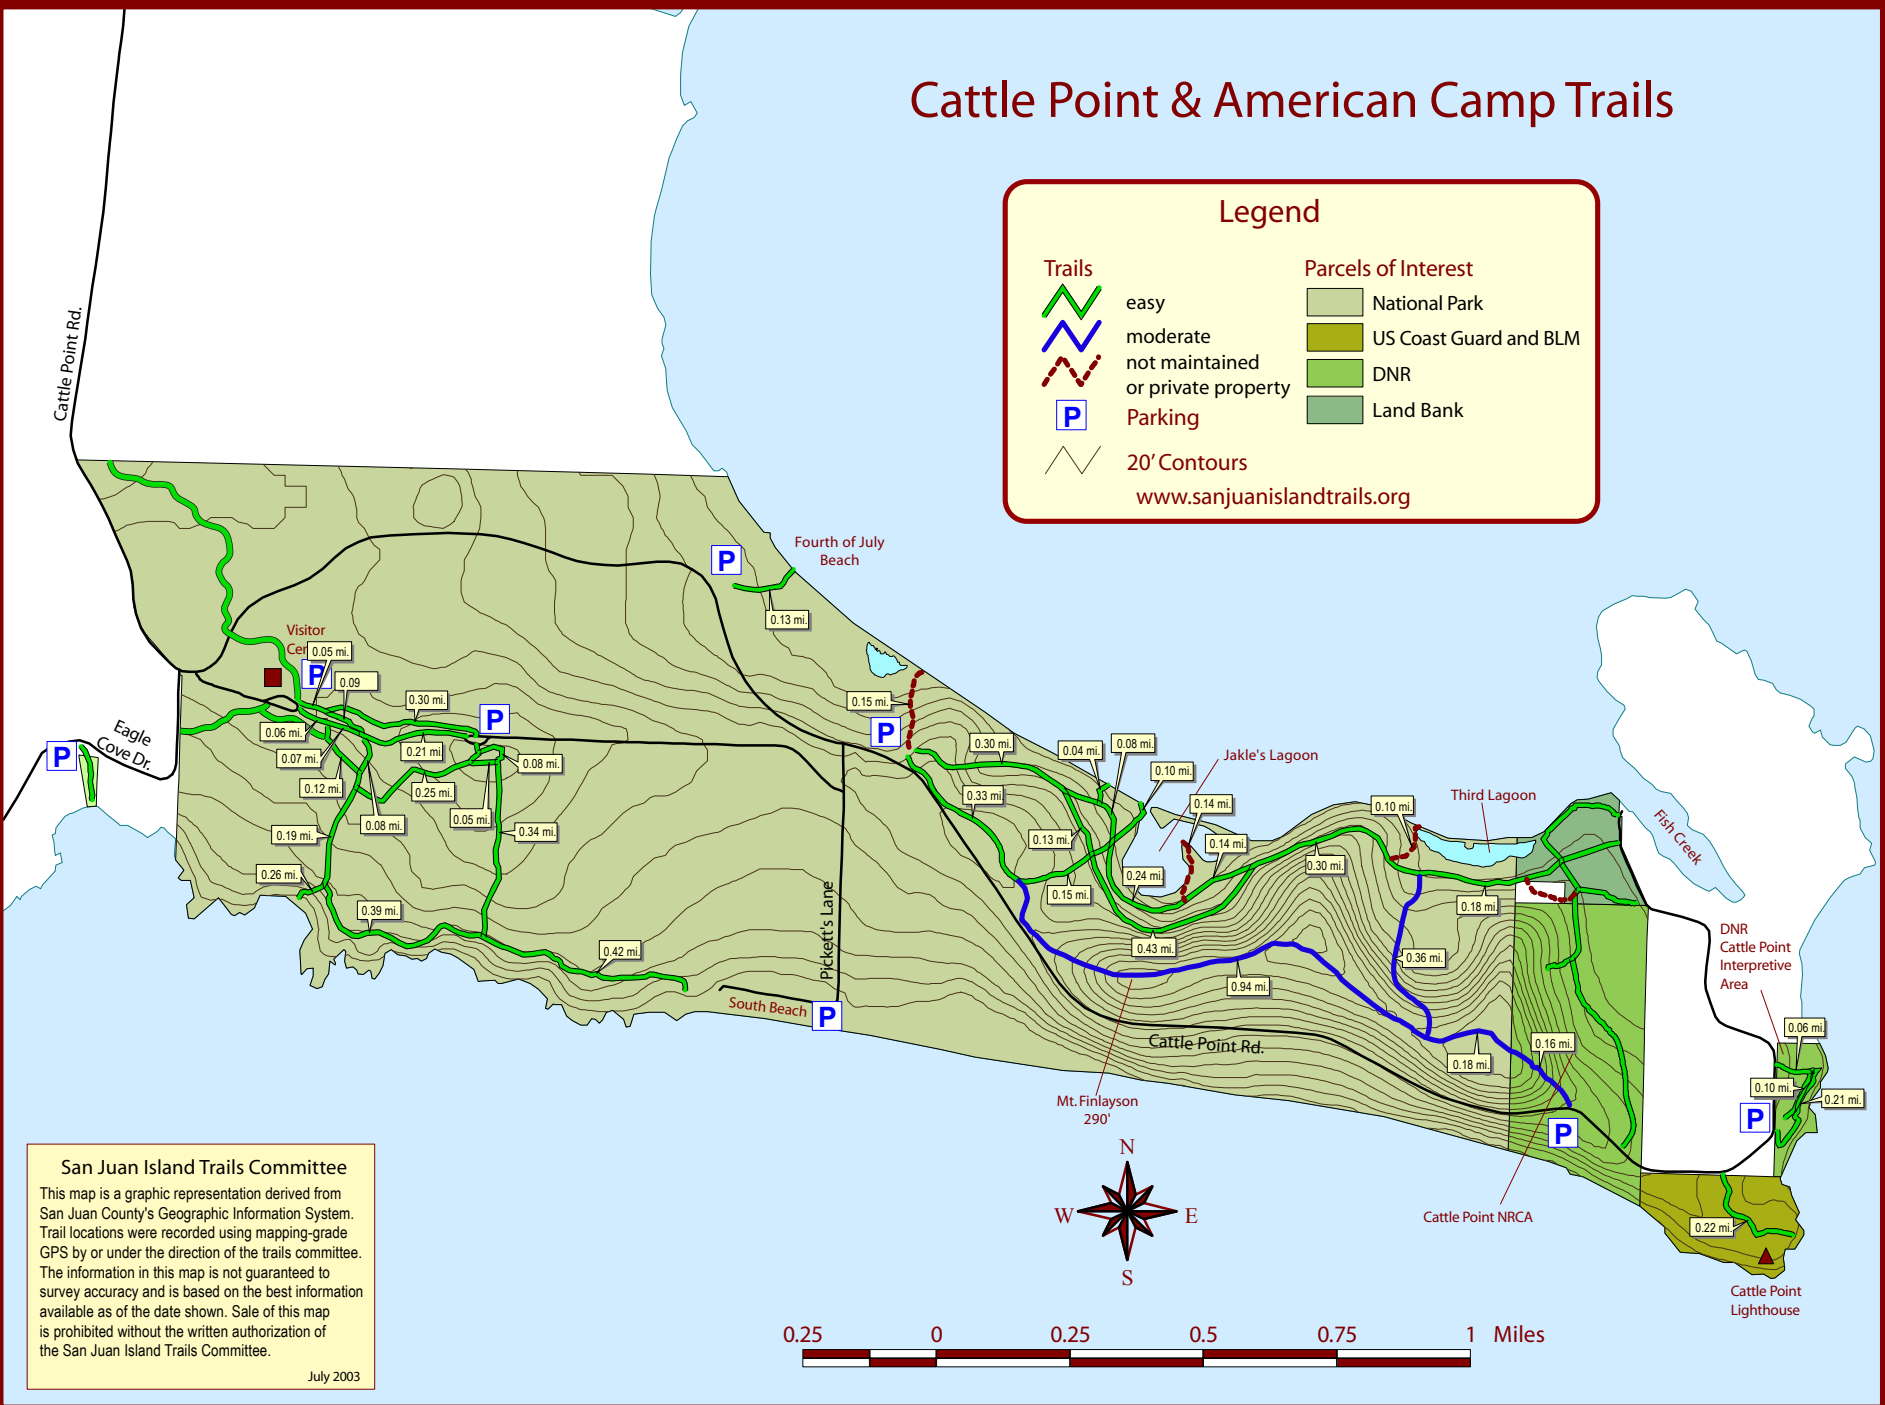 Cattle Point & American Camp Trails
Legend
Trails
easy
moderate
not maintained
or private property
P
Parking
20' Contours
Parcels of Interest
National Park
US Coast Guard and BLM
DNR
Land Bank
www.sanjuanislandtrails.org
Cattle Point Rd.
Fourth of July
Beach
P
0.13 mi.
Visitor
0.05 mi.
P
0.09
0.30 mi.
P
0.06 mi.
0.21 mi.
0.07 mi.
0.08 mi.
0.12 mi.
0.25 mi.
0.05 mi.
0.08 mi.
0.19 mi.
0.34 mi.
0.26 mi.
0.39 mi.
0.42 mi.
Eagle
Cove Dr.
P
0.15 mi.
P
0.30 mi.
0.04 mi.
0.08 mi.
0.10 mi.
Jakle's Lagoon
0.33 mi.
0.14 mi.
0.10 mi.
Third Lagoon
0.13 mi.
0.14 mi.
0.30 mi.
0.24 mi.
0.15 mi.
0.18 mi.
0.43 mi.
0.36 mi.
0.94 mi.
Fish Creek
Pickett's Lane
South Beach
P
Cattle Point Rd.
Mt. Finlayson
290'
0.18 mi.
0.16 mi.
P
Cattle Point NRCA
DNR
Cattle Point
Interpretive
Area
0.06 mi.
0.10 mi.
0.21 mi.
P
0.22 mi.
Cattle Point
Lighthouse
N
W
E
S
San Juan Island Trails Committee
This map is a graphic representation derived from
San Juan County's Geographic Information System.
Trail locations were recorded using mapping-grade
GPS by or under the direction of the trails committee.
The information in this map is not guaranteed to
survey accuracy and is based on the best information
available as of the date shown. Sale of this map
is prohibited without the written authorization of
the San Juan Island Trails Committee.
July 2003
0.25 0 0.25 0.5 0.75 1 Miles